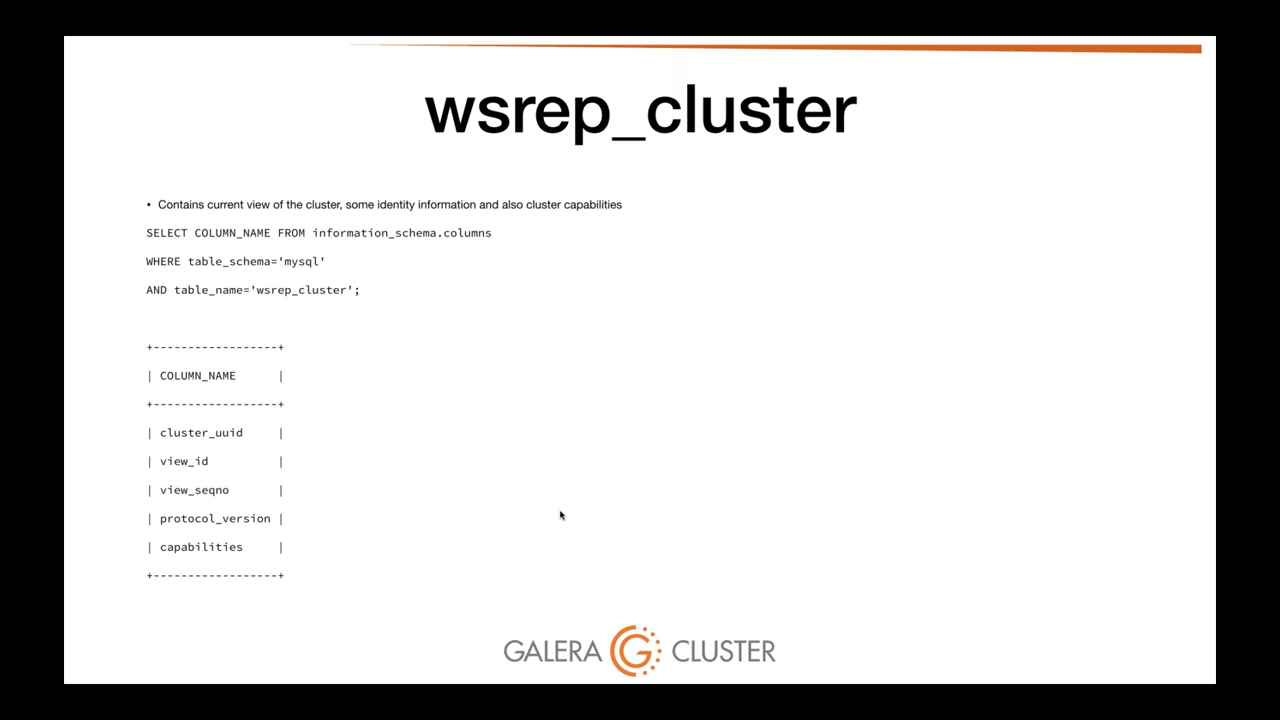 wsrep_cluster
• Contains current view of the cluster, some identity information and also cluster capabilities
SELECT COLUMN_NAME FROM information_schema.columns
WHERE table_schema='mysql'
AND table_name='wsrep_cluster';
+------------------+
| COLUMN_NAME      |
+------------------+
| cluster_uuid     |
| view_id          |
| view_seqno       |
| protocol_version |
| capabilities     |
+------------------+
GALERA CLUSTER